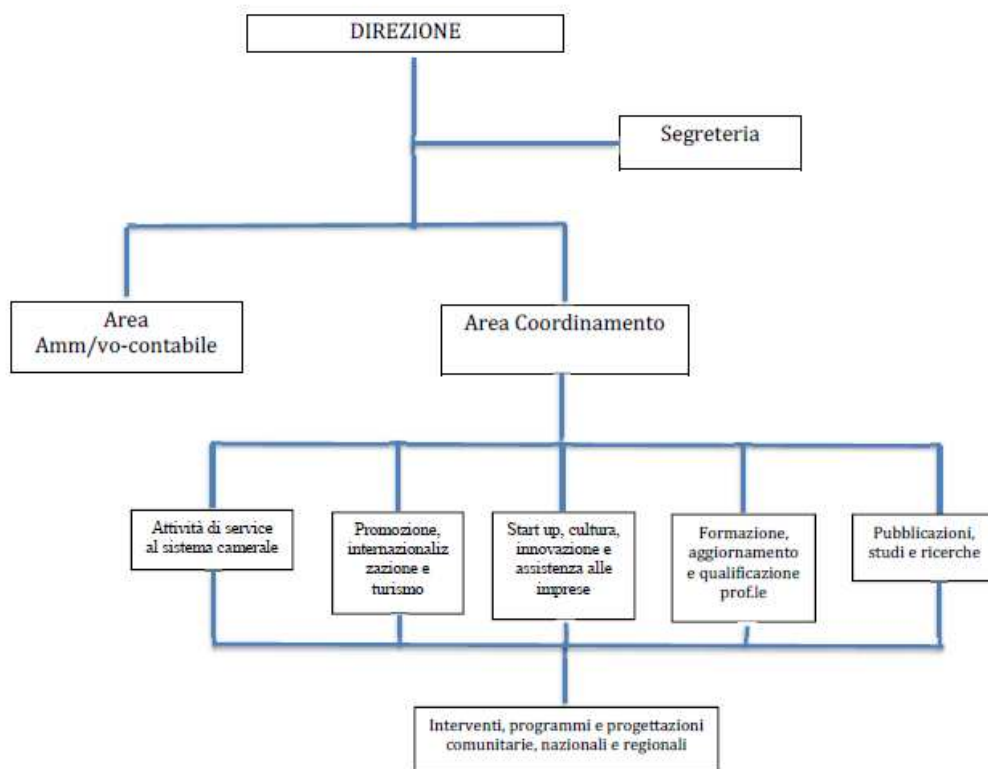 DIREZIONE
Segreteria
Area
Amm/vo-contabile
Area Coordinamento
Attività di service
al sistema camerale
Promozione,
internazionaliz
zazione e
turismo
Start up, cultura,
innovazione e
assistenza alle
imprese
Formazione,
aggiornamento
e qualificazione
prof.le
Pubblicazioni,
studi e ricerche
Interventi, programmi e progettazioni
comunitarie, nazionali e regionali